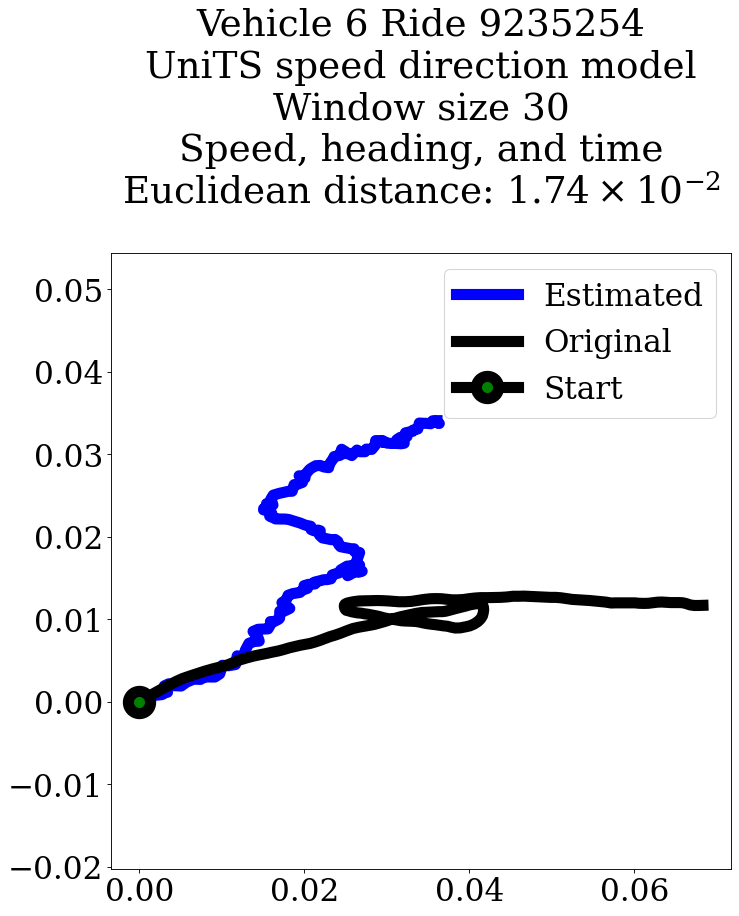 Vehicle 6 Ride 9235254
UniTS speed direction model
Window size 30
Speed, heading, and time
Euclidean distance: 1.74 × 10⁻²
Estimated
Original
Start
0.05
0.04
0.03
0.02
0.01
0.00
−0.01
−0.02
0.00 0.02 0.04 0.06